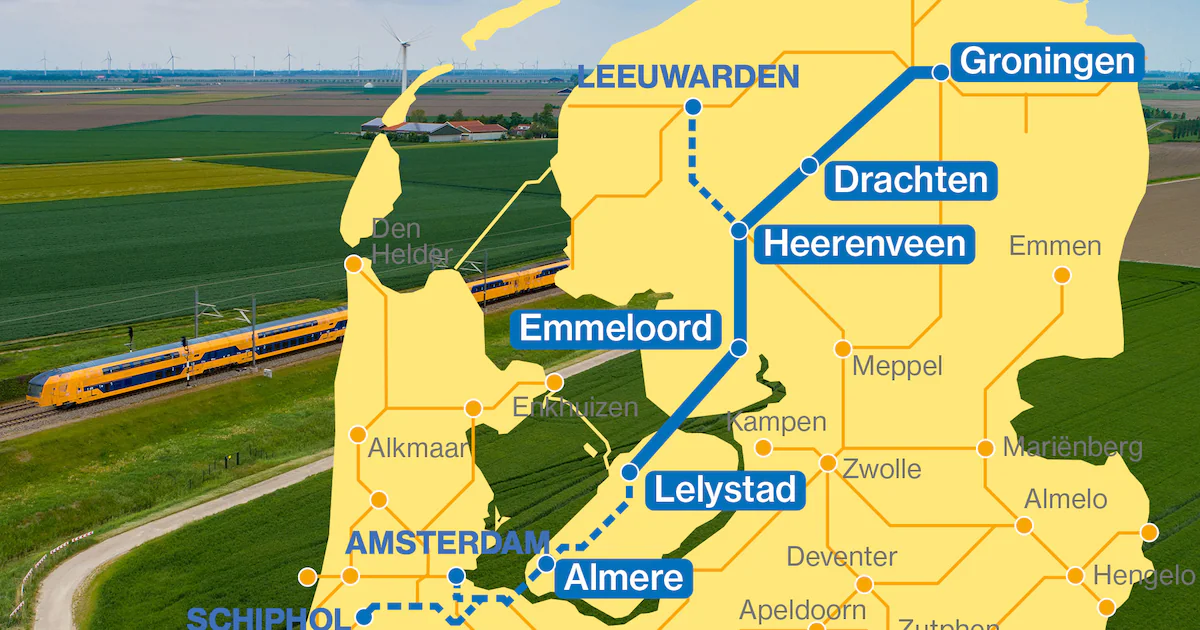 Groningen
LEEUWARDEN
Drachten
Den
Helder
Heerenveen
Emmen
Emmeloord
Meppel
Enkhuizen
Kampen
Alkmaar
Mariënberg
Zwolle
Lelystad
Almelo
AMSTERDAM
Deventer
Almere
Hengelo
Apeldoorn
SCHIPHOL
Zutphen